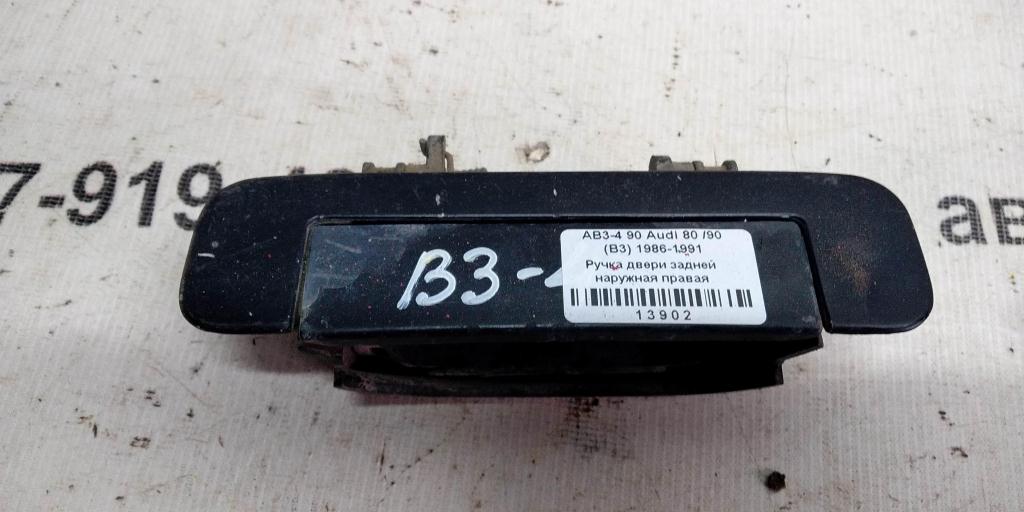 7-919
ав
B3-
AB3-4 90 Audi 80 /90
(B3) 1986-1991
Ручка двери задней
наружная правая
13902